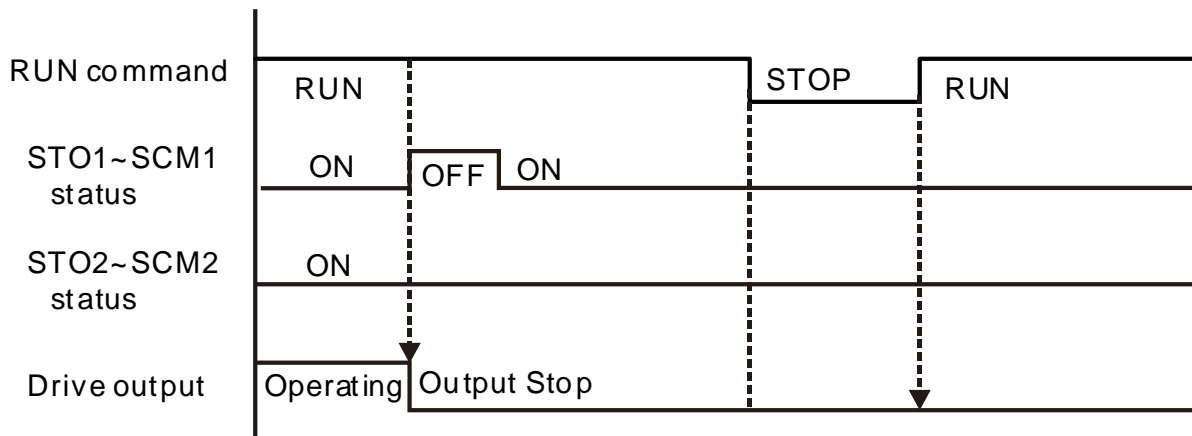 RUN command
RUN
STOP
RUN
STO1~SCM1
status
ON
OFF
ON
STO2~SCM2
status
ON
Drive output
Operating
Output Stop